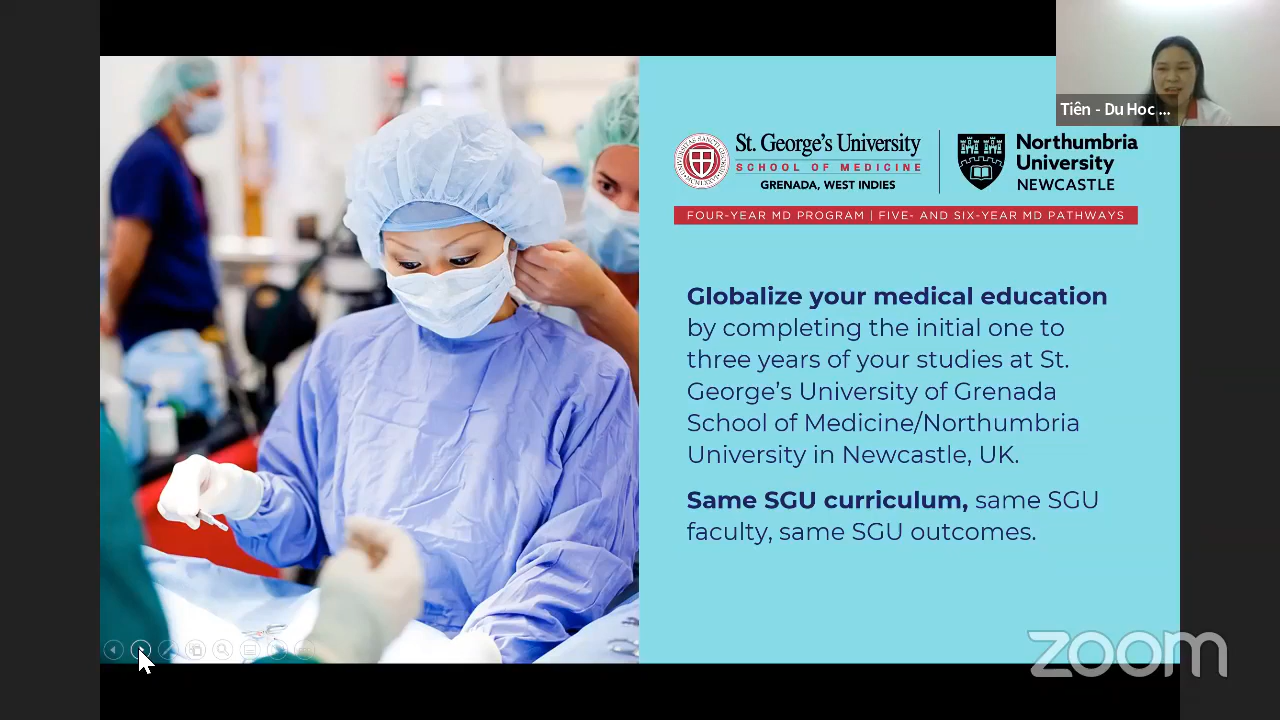 Tiên - Du Hoc ...
St. George's University
SCHOOL OF MEDICINE
GRENADA, WEST INDIES
Northumbria
University
NEWCASTLE
FOUR-YEAR MD PROGRAM | FIVE- AND SIX-YEAR MD PATHWAYS
Globalize your medical education
by completing the initial one to
three years of your studies at St.
George's University of Grenada
School of Medicine/Northumbria
University in Newcastle, UK.
Same SGU curriculum, same SGU
faculty, same SGU outcomes.
zoom